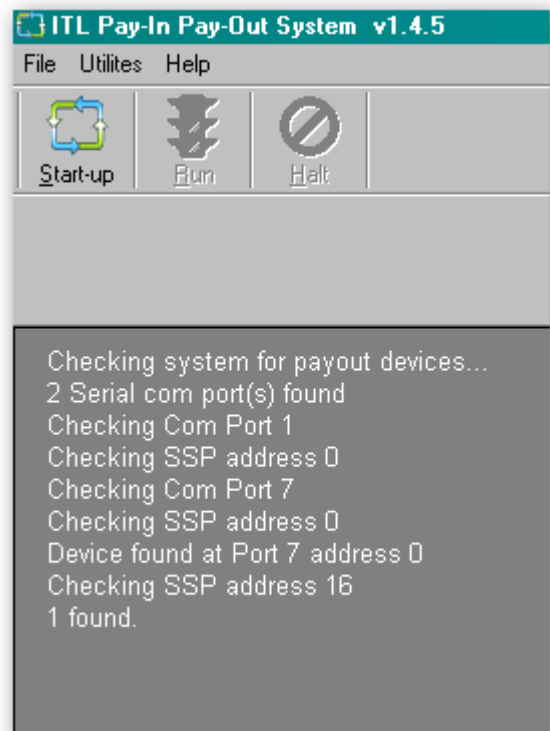 ITL Pay-In Pay-Out System v1.4.5
File Utilites Help
Start-up Run Halt
Checking system for payout devices...
2 Serial com port(s) found
Checking Com Port 1
Checking SSP address 0
Checking Com Port 7
Checking SSP address 0
Device found at Port 7 address 0
Checking SSP address 16
1 found.